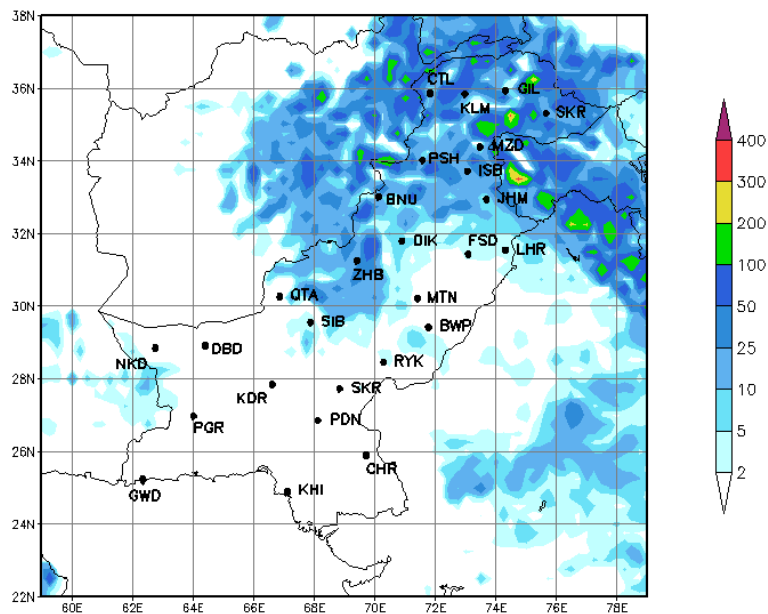 38N
36N
34N
32N
30N
28N
26N
24N
22N
60E 62E 64E 66E 68E 70E 72E 74E 76E 78E
CTL
KLM
GIL
SKR
MZD
PSH
ISB
BNU
JHM
DIK
FSD
LHR
ZHB
QTA
MTN
SIB
BWP
DBD
NKD
RYK
KDR
SKR
PGR
PDN
CHR
GWD
KHI
400
300
200
100
50
25
10
5
2